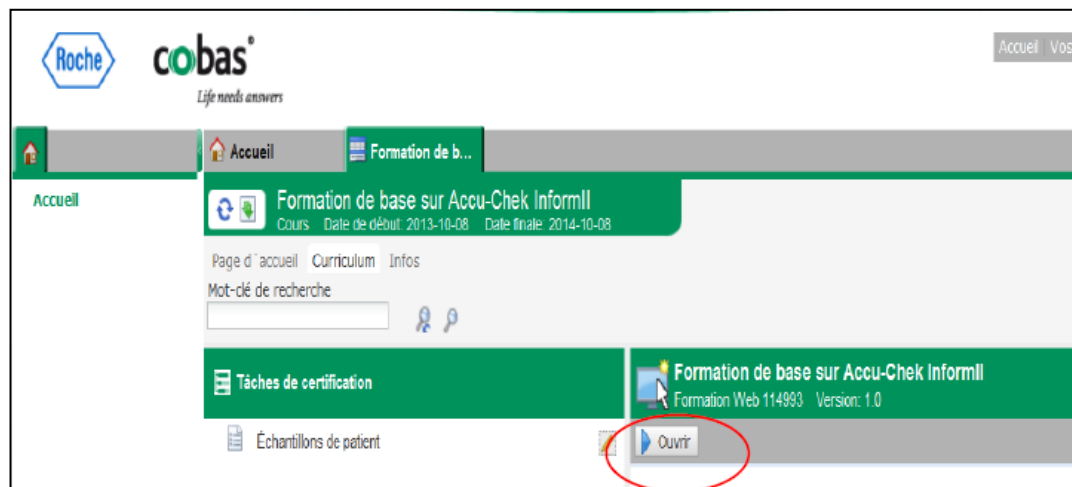 Roche
cobas®
Life needs answers
Accueil Vos
Accueil
Formation de b...
Accueil
Formation de base sur Accu-Chek InformII
Cours Date de début: 2013-10-08 Date finale: 2014-10-08
Page d`accueil Curriculum Infos
Mot-clé de recherche
Tâches de certification
Formation de base sur Accu-Chek InformII
Formation Web 114993 Version: 1.0
Échantillons de patient
Ouvrir